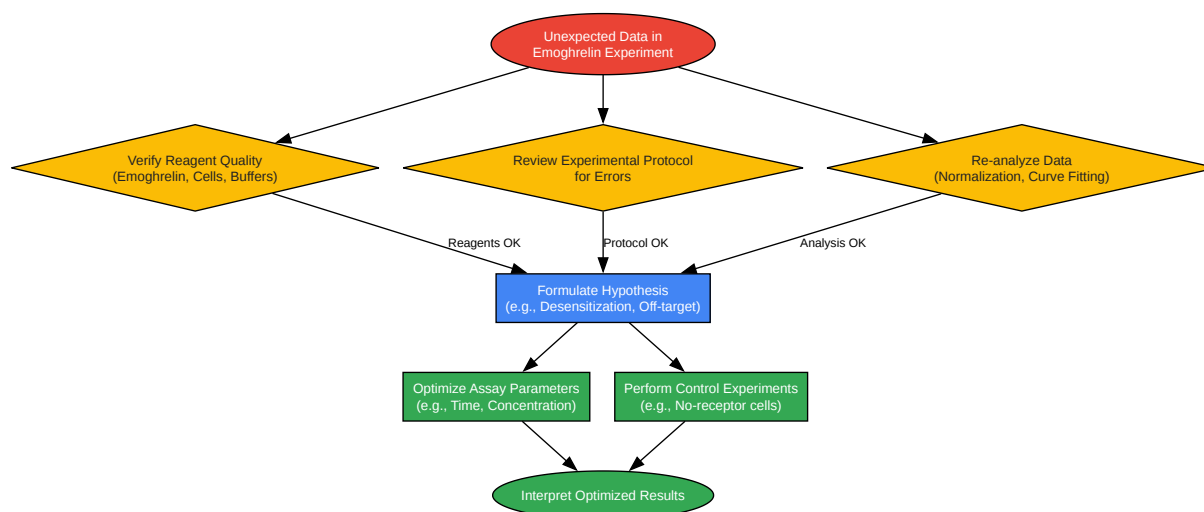 Unexpected Data in
Emoghrelin Experiment
Verify Reagent Quality
(Emoghrelin, Cells, Buffers)
Review Experimental Protocol
for Errors
Re-analyze Data
(Normalization, Curve Fitting)
Reagents OK
Protocol OK
Analysis OK
Formulate Hypothesis
(e.g., Desensitization, Off-target)
Optimize Assay Parameters
(e.g., Time, Concentration)
Perform Control Experiments
(e.g., No-receptor cells)
Interpret Optimized Results